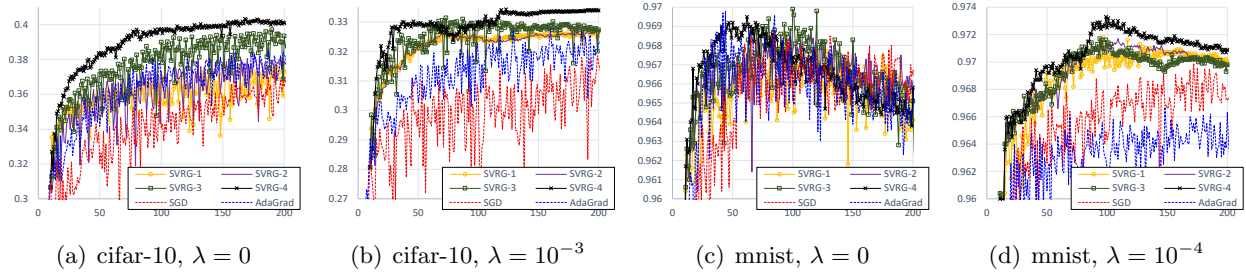 0.4
0.38
0.36
0.34
0.32
0.3
0 50 100 150 200
SVRG-1 SVRG-2
SVRG-3 SVRG-4
SGD AdaGrad
(a) cifar-10, λ = 0
0.33
0.32
0.31
0.3
0.29
0.28
0.27
0 50 100 150 200
SVRG-1 SVRG-2
SVRG-3 SVRG-4
SGD AdaGrad
(b) cifar-10, λ = 10⁻³
0.97
0.969
0.968
0.967
0.966
0.965
0.964
0.963
0.962
0.961
0.96
0 50 100 150 200
SVRG-1 SVRG-2
SVRG-3 SVRG-4
SGD AdaGrad
(c) mnist, λ = 0
0.974
0.972
0.97
0.968
0.966
0.964
0.962
0.96
0 50 100 150 200
SVRG-1 SVRG-2
SVRG-3 SVRG-4
SGD AdaGrad
(d) mnist, λ = 10⁻⁴